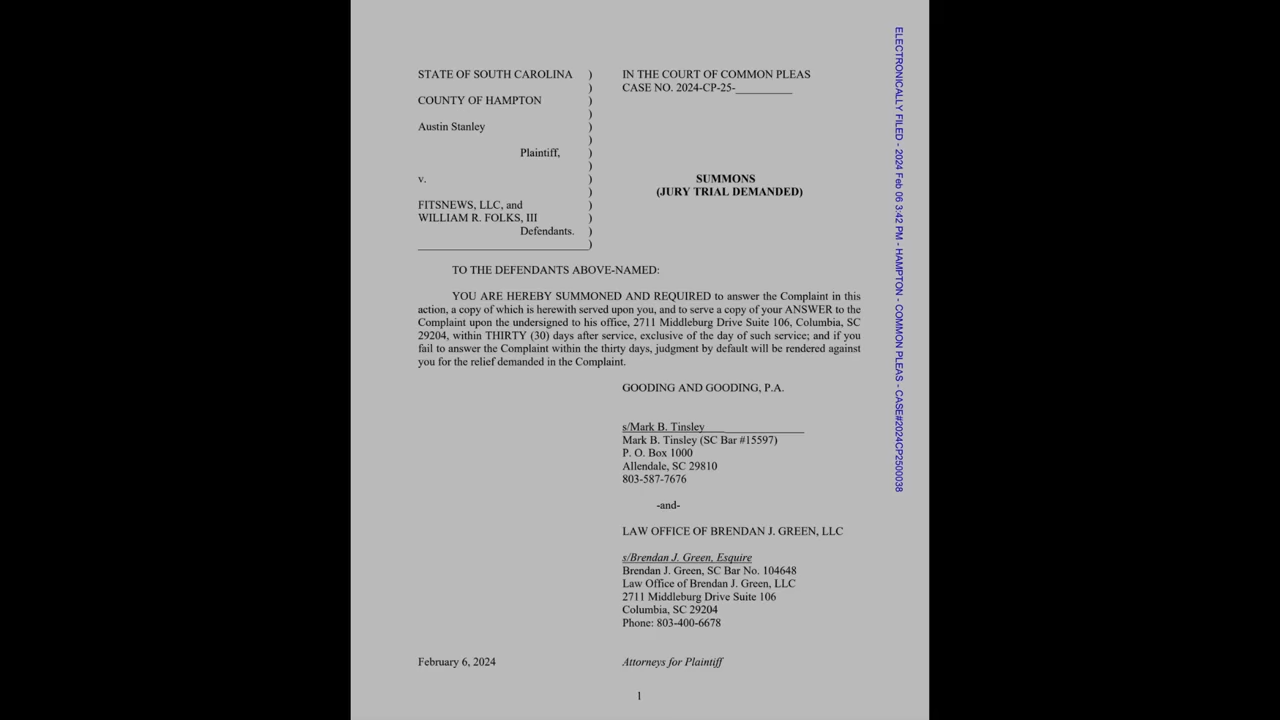 STATE OF SOUTH CAROLINA )
)
COUNTY OF HAMPTON )
)
Austin Stanley )
)
Plaintiff, )
)
v. )
)
FITSNEWS, LLC, and )
WILLIAM R. FOLKS, III )
Defendants. )
)
IN THE COURT OF COMMON PLEAS
CASE NO. 2024-CP-25-__________
SUMMONS
(JURY TRIAL DEMANDED)
TO THE DEFENDANTS ABOVE-NAMED:
YOU ARE HEREBY SUMMONED AND REQUIRED to answer the Complaint in this
action, a copy of which is herewith served upon you, and to serve a copy of your ANSWER to the
Complaint upon the undersigned to his office, 2711 Middleburg Drive Suite 106, Columbia, SC
29204, within THIRTY (30) days after service, exclusive of the day of such service; and if you
fail to answer the Complaint within the thirty days, judgment by default will be rendered against
you for the relief demanded in the Complaint.
GOODING AND GOODING, P.A.
s/Mark B. Tinsley
Mark B. Tinsley (SC Bar #15597)
P. O. Box 1000
Allendale, SC 29810
803-587-7676
-and-
LAW OFFICE OF BRENDAN J. GREEN, LLC
s/Brendan J. Green, Esquire
Brendan J. Green, SC Bar No. 104648
Law Office of Brendan J. Green, LLC
2711 Middleburg Drive Suite 106
Columbia, SC 29204
Phone: 803-400-6678
February 6, 2024
Attorneys for Plaintiff
1
ELECTRONICALLY FILED - 2024 Feb 06 3:42 PM - HAMPTON - COMMON PLEAS - CASE#2024CP2500038